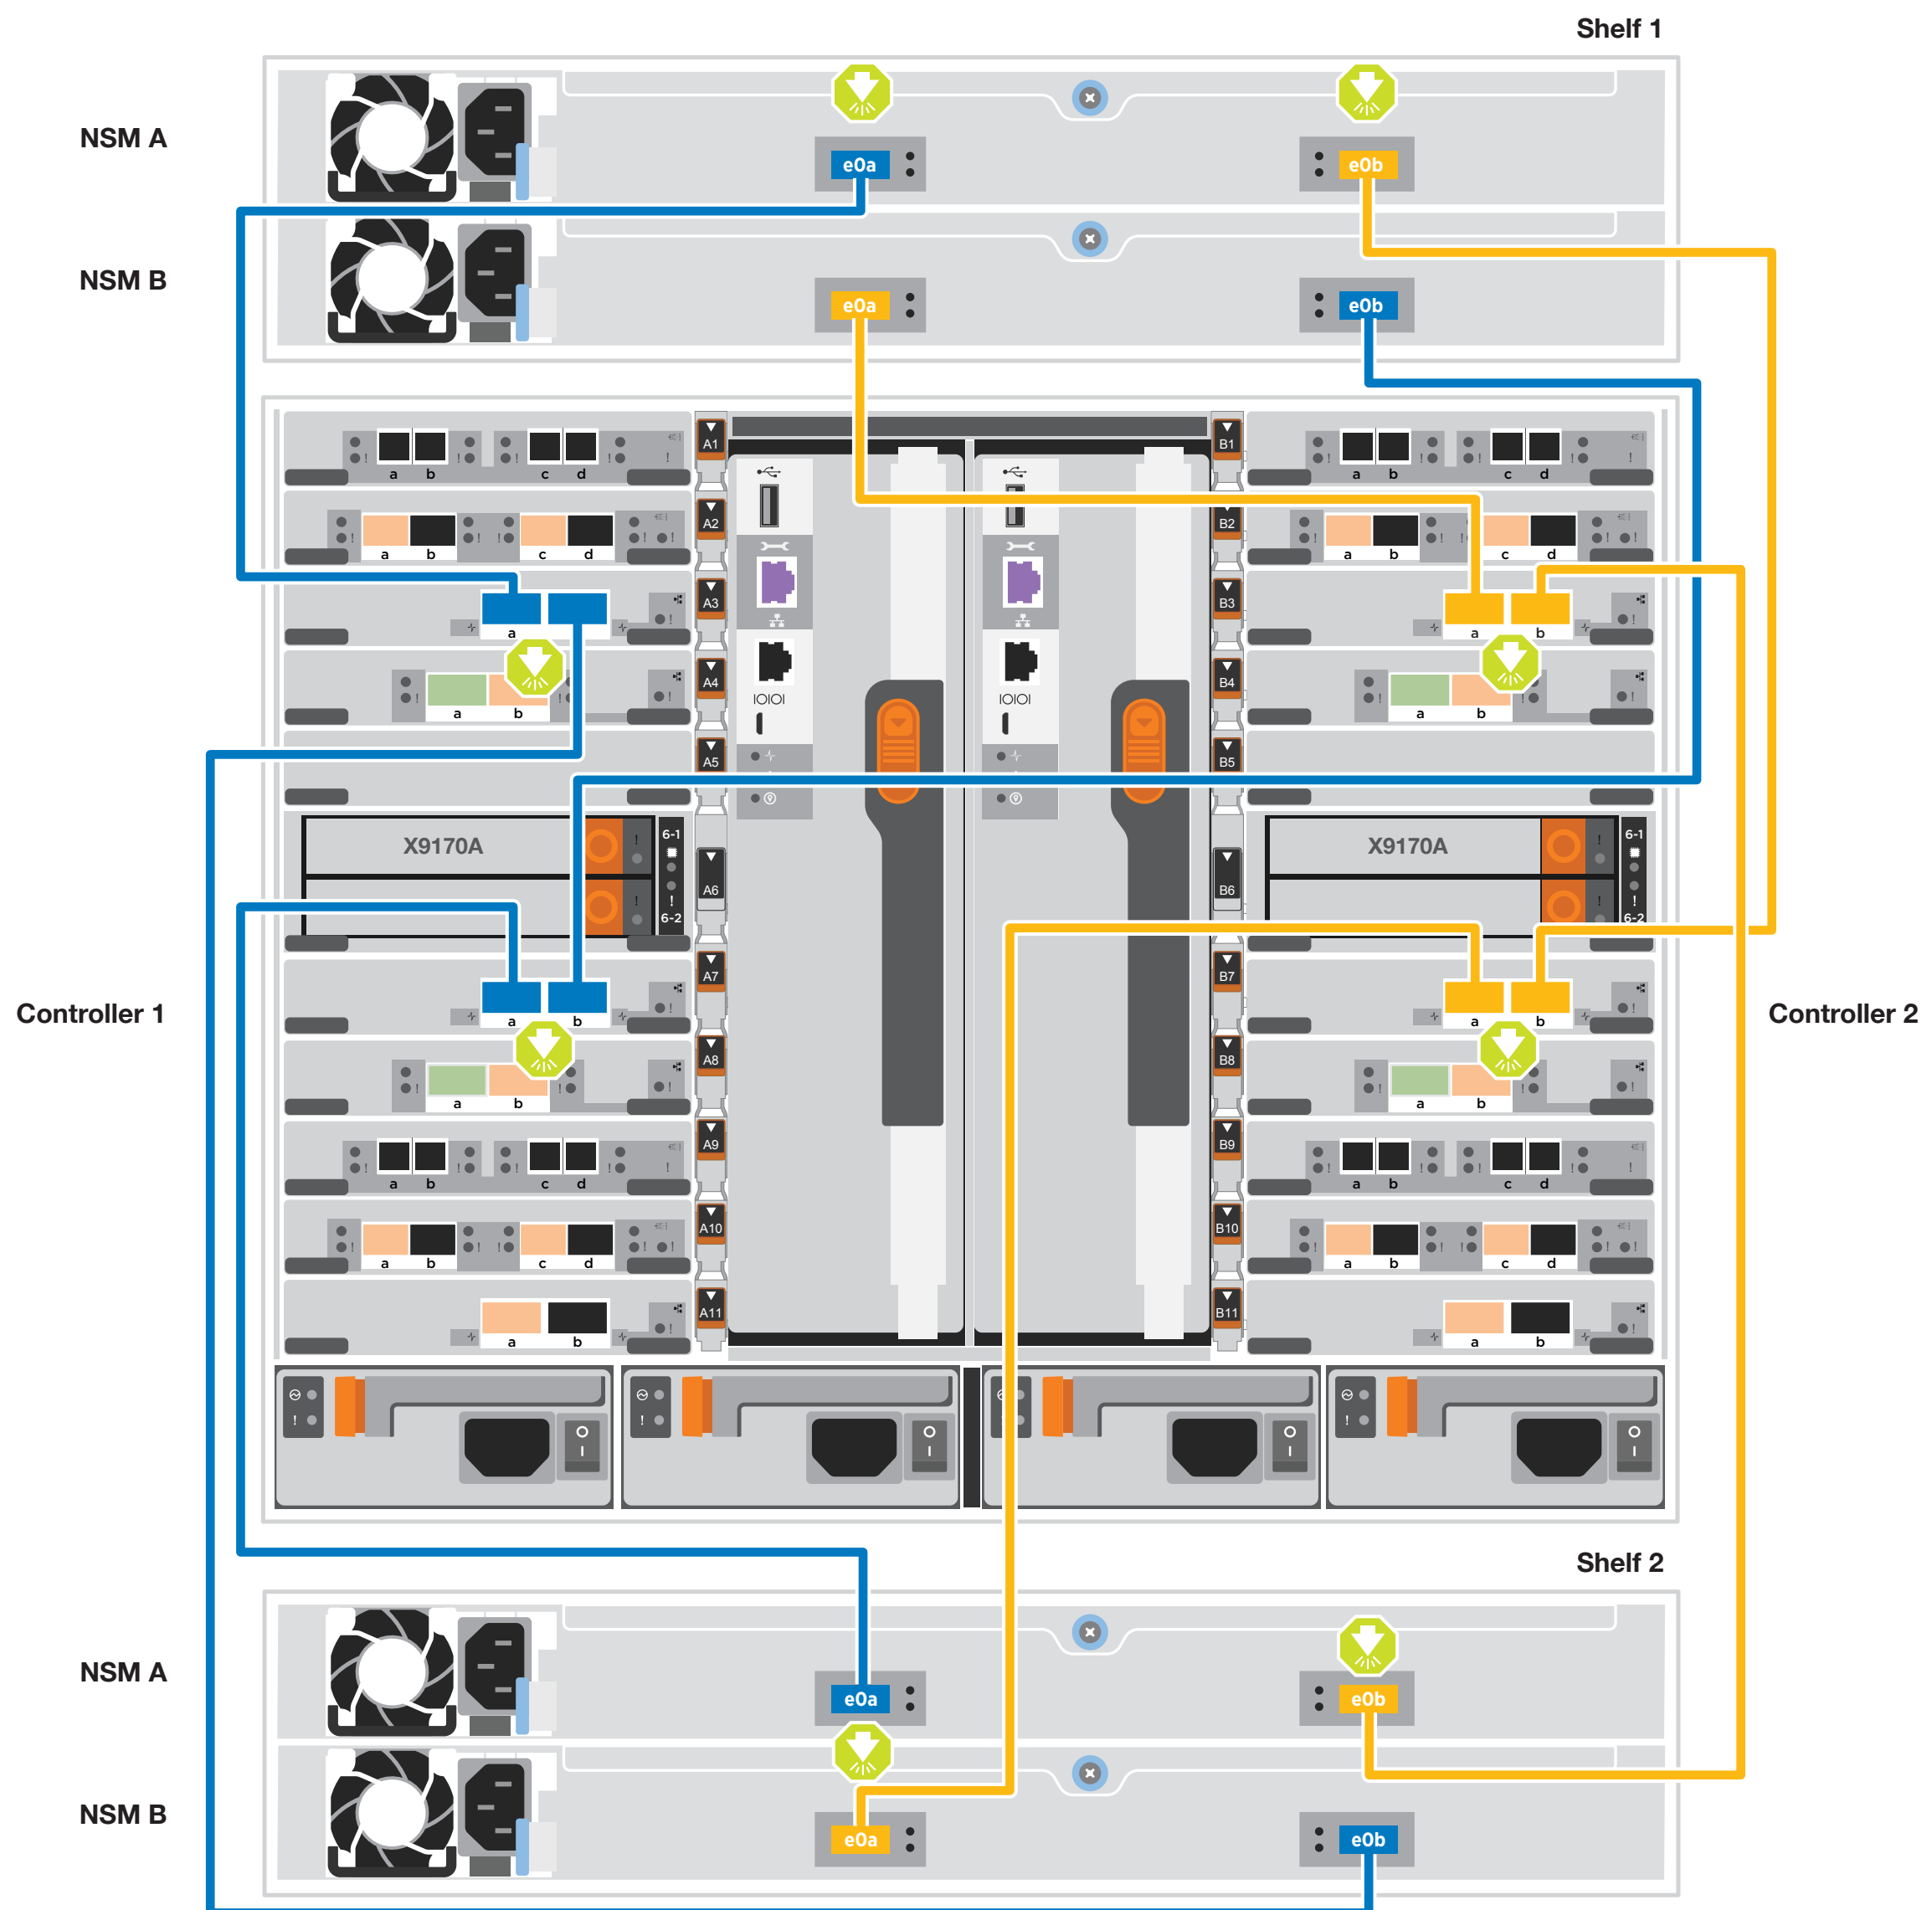 Shelf 1
NSM A
e0a e0b
NSM B
e0a e0b
A1 B1
a b c d a b c d
A2 B2
a b c d a b c d
A3 B3
a a b
A4 B4
a b a b
A5 B5
X9170A 6-1 X9170A 6-1
A6 B6
6-2 6-2
A7 B7
Controller 1 Controller 2
a b a b
A8 B8
a b a b
A9 B9
a b c d a b c d
A10 B10
a b c d a b c d
A11 B11
a b a b
Shelf 2
NSM A
e0a e0b
NSM B
e0a e0b